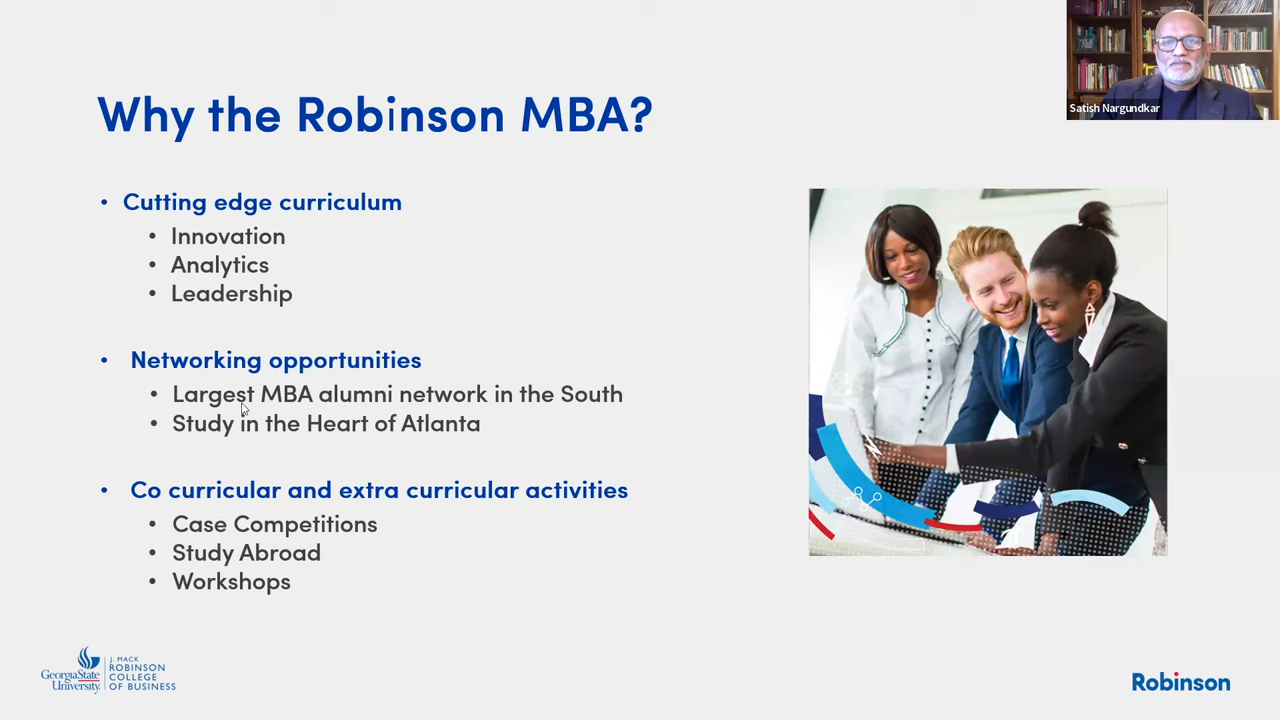 Satish Nargundkar
Why the Robinson MBA?
• Cutting edge curriculum
• Innovation
• Analytics
• Leadership
• Networking opportunities
• Largest MBA alumni network in the South
• Study in the Heart of Atlanta
• Co curricular and extra curricular activities
• Case Competitions
• Study Abroad
• Workshops
GeorgiaState
University
J. MACK
ROBINSON
COLLEGE
OF BUSINESS
Robinson